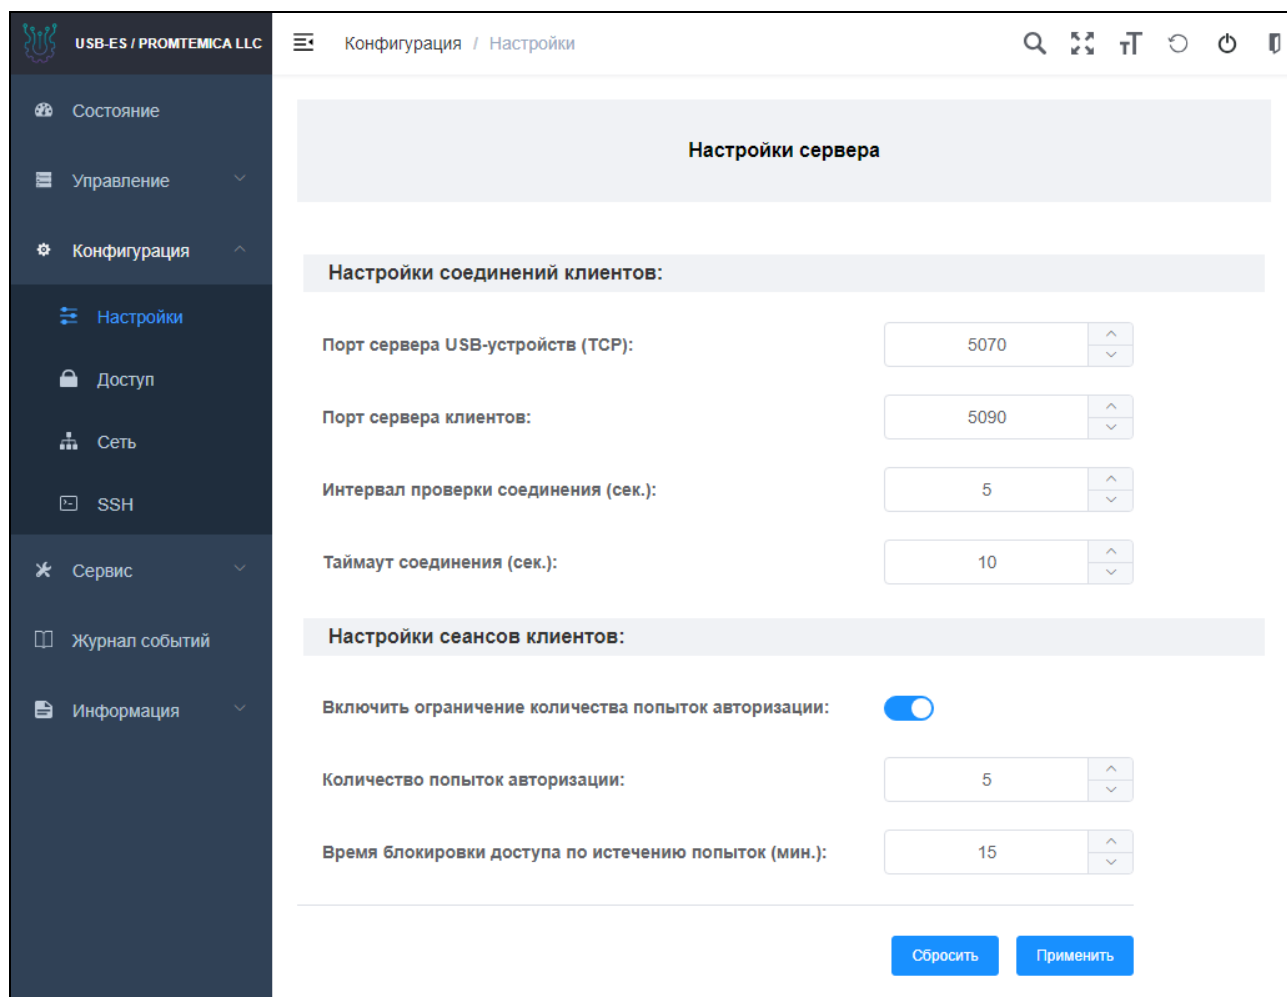 USB-ES / PROMTEMICA LLC
Конфигурация / Настройки
Состояние
Управление
Конфигурация
Настройки
Доступ
Сеть
SSH
Сервис
Журнал событий
Информация
Настройки сервера
Настройки соединений клиентов:
Порт сервера USB-устройств (TCP): 5070
Порт сервера клиентов: 5090
Интервал проверки соединения (сек.): 5
Таймаут соединения (сек.): 10
Настройки сеансов клиентов:
Включить ограничение количества попыток авторизации:
Количество попыток авторизации: 5
Время блокировки доступа по истечению попыток (мин.): 15
Сбросить Применить